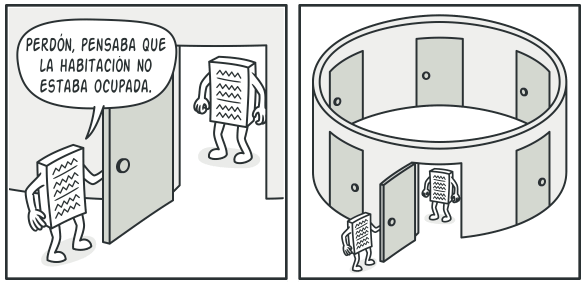 PERDÓN, PENSABA QUE
LA HABITACIÓN NO
ESTABA OCUPADA.